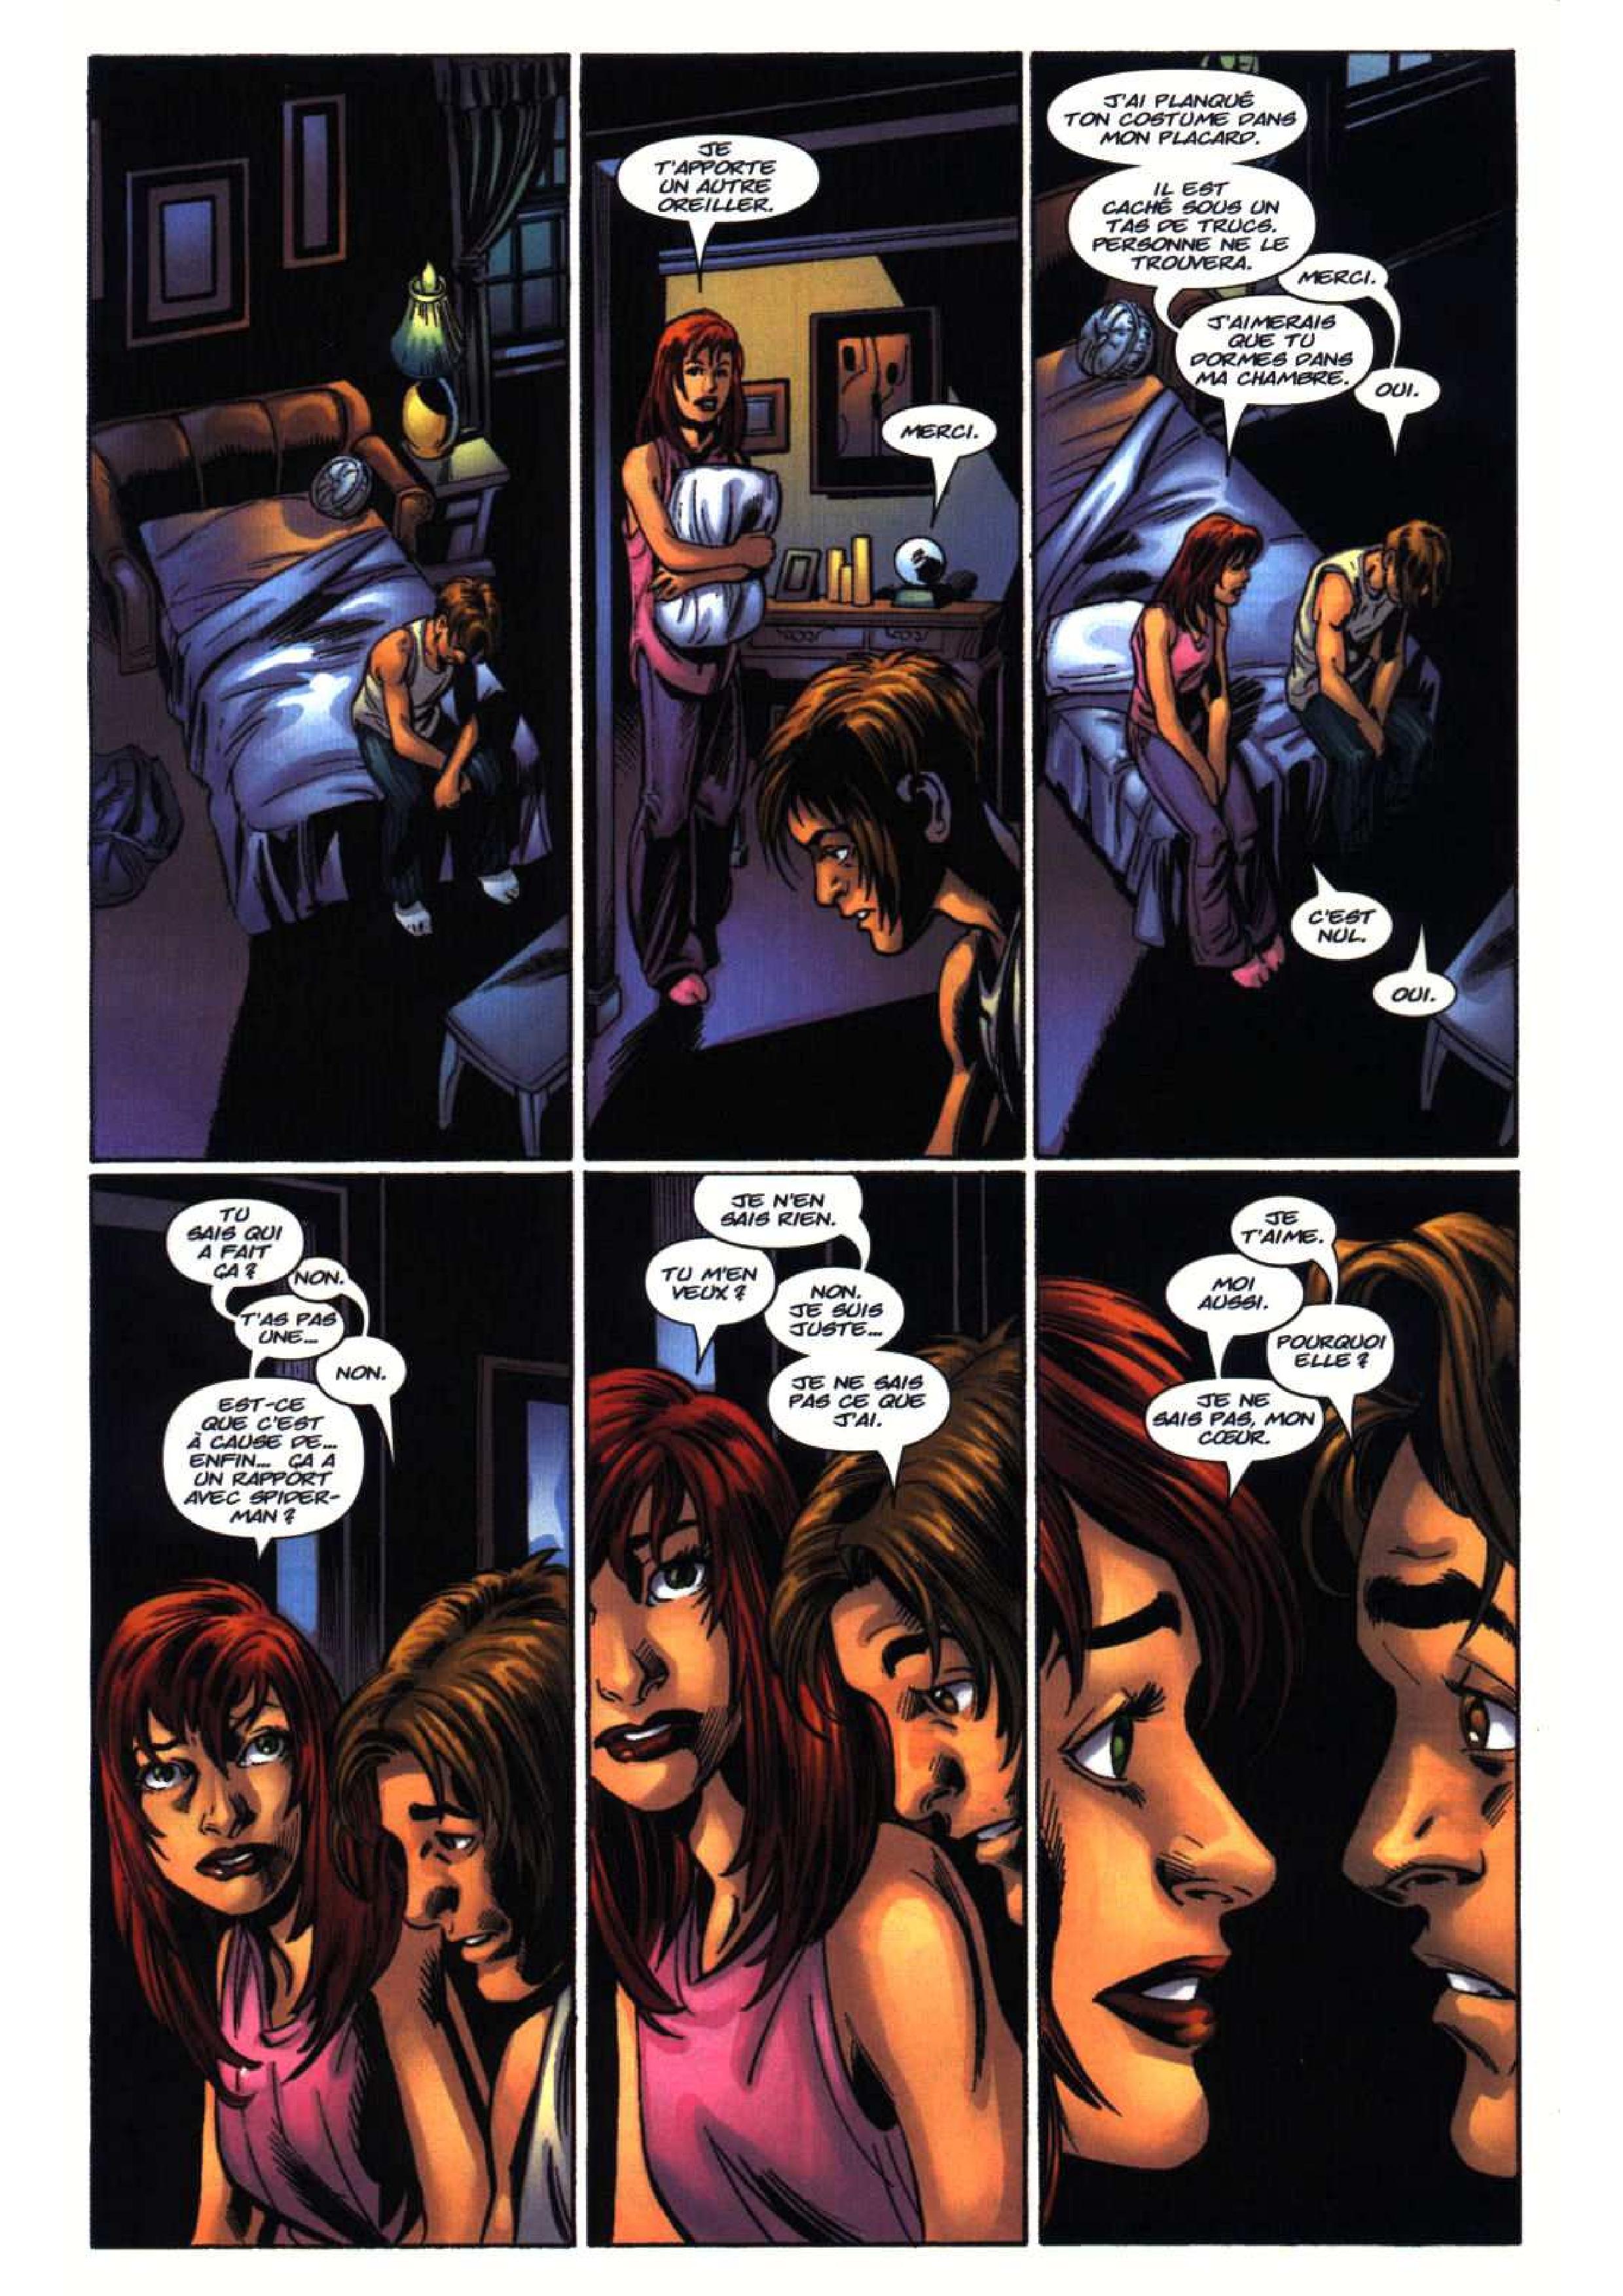 JE
T'APPORTE
UN AUTRE
OREILLER.
MERCI.
J'AI PLANQUÉ
TON COSTUME DANS
MON PLACARD.
IL EST
CACHÉ SOUS UN
TAS DE TRUCS.
PERSONNE NE LE
TROUVERA.
MERCI.
J'AIMERAIS
QUE TU
DORMES DANS
MA CHAMBRE.
OUI.
C'EST
NUL.
OUI.
TU
SAIS QUI
A FAIT
ÇA ?
NON.
T'AS PAS
UNE...
NON.
EST-CE
QUE C'EST
À CAUSE DE...
ENFIN... ÇA A
UN RAPPORT
AVEC SPIDER-
MAN ?
JE N'EN
SAIS RIEN.
TU M'EN
VEUX ?
NON.
JE SUIS
JUSTE...
JE NE SAIS
PAS CE QUE
J'AI.
JE
T'AIME.
MOI
AUSSI.
POURQUOI
ELLE ?
JE NE
SAIS PAS, MON
CŒUR.